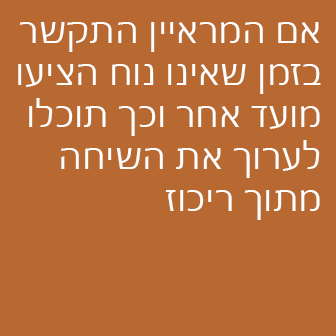 אם המראיין התקשר
בזמן שאינו נוח הציעו
מועד אחר וכך תוכלו
לערוך את השיחה
מתוך ריכוז